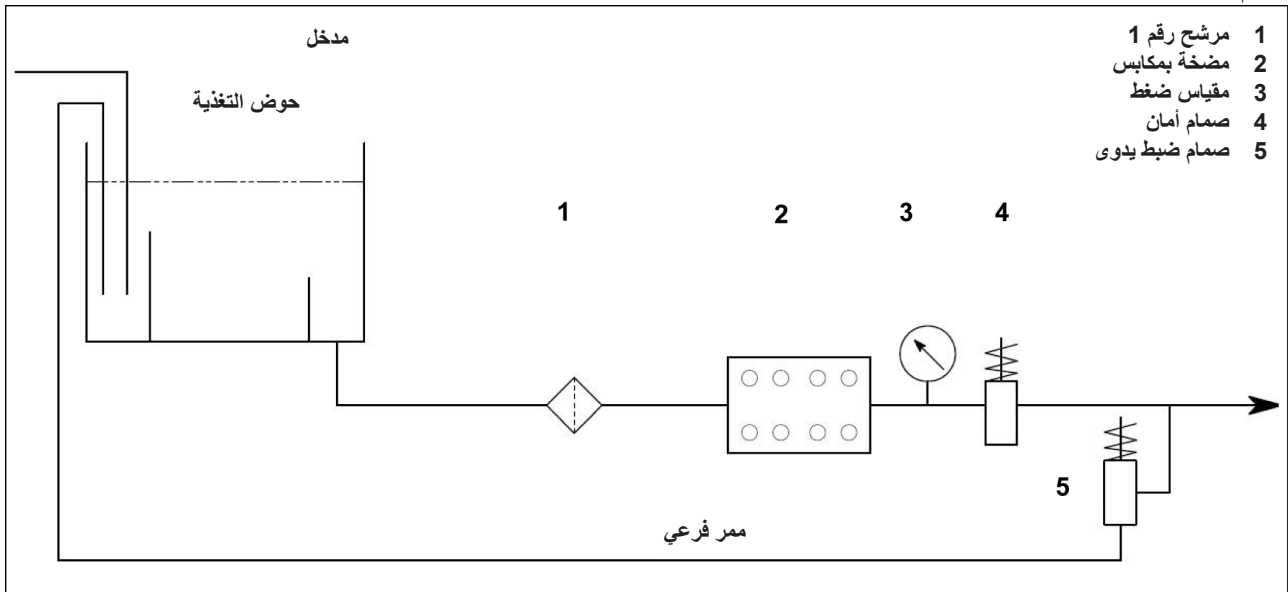 مدخل
حوض التغذية
1 مرشح رقم 1
2 مضخة بمكابس
3 مقياس ضغط
4 صمام أمان
5 صمام ضبط يدوى
1
2
3
4
5
ممر فرعي